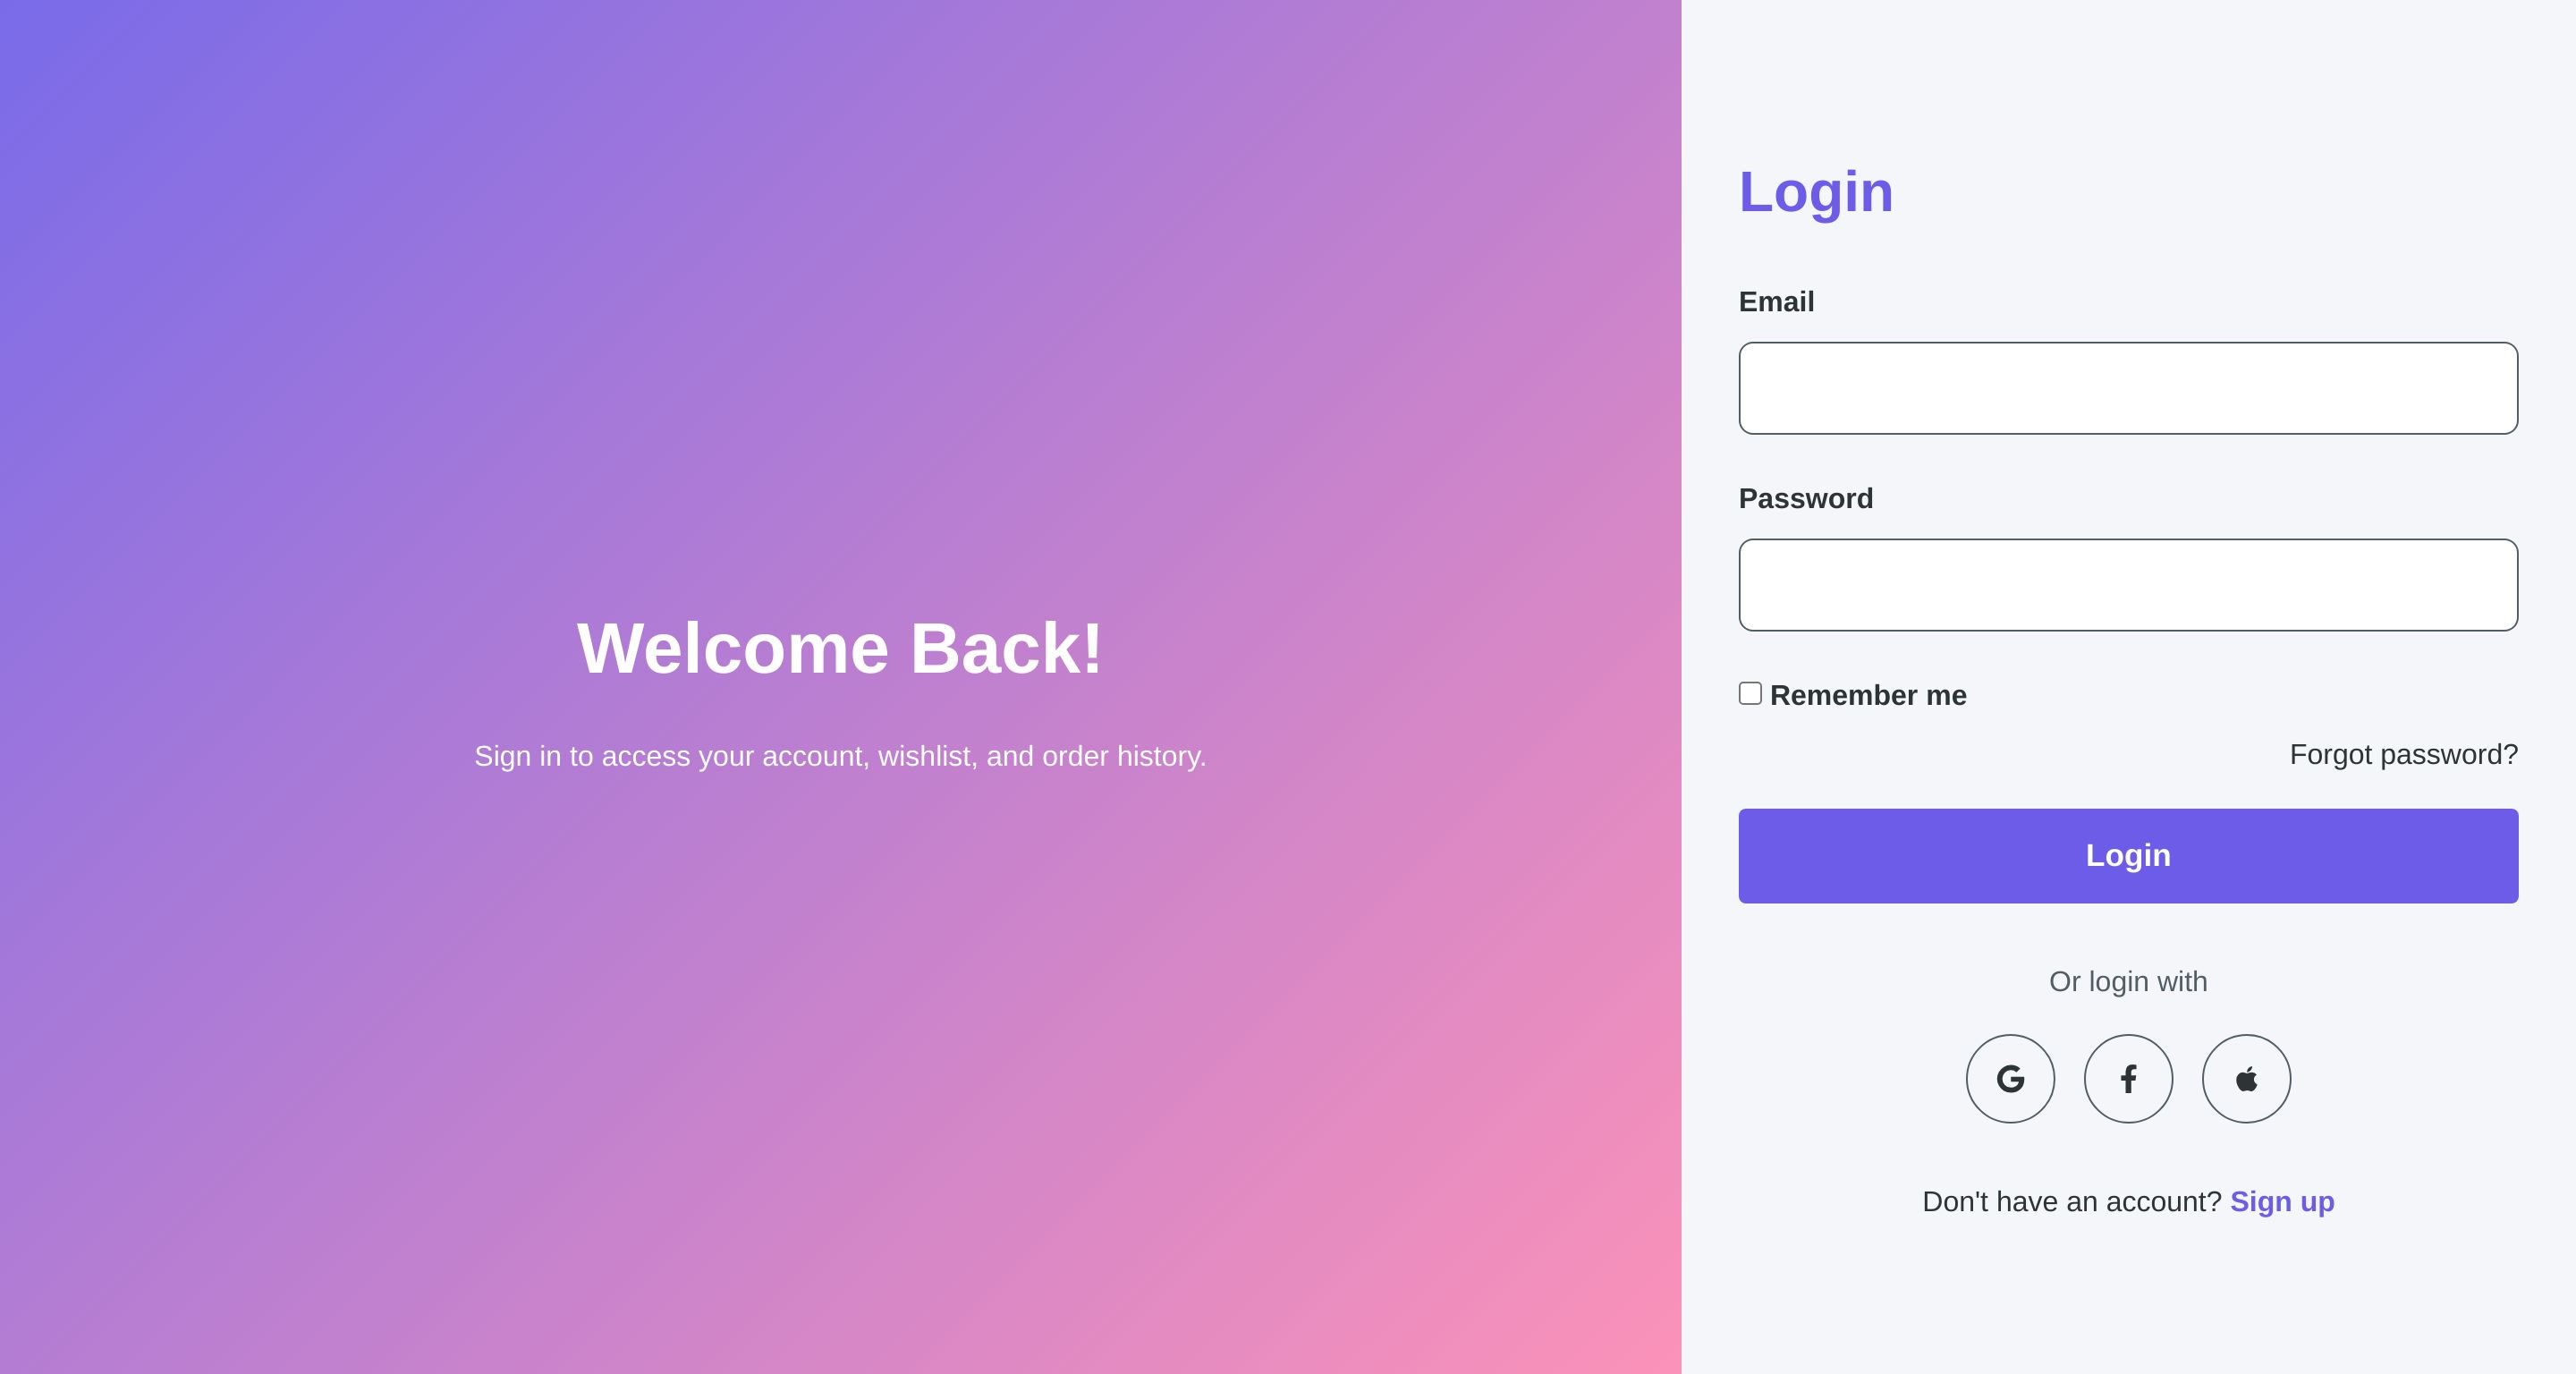 Welcome Back!
Sign in to access your account, wishlist, and order history.
Login
Email
Password
Remember me
Forgot password?
Login
Or login with
Don't have an account? Sign up